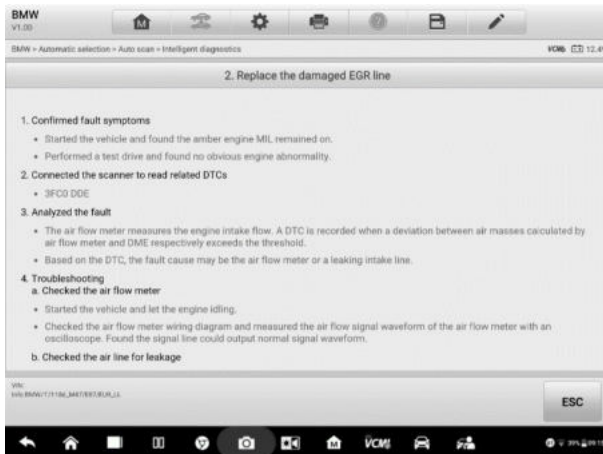 BMW
V1.00
BMW > Automatic selection > Auto scan > Intelligent diagnostics
VCMI 12.4
2. Replace the damaged EGR line
1. Confirmed fault symptoms
• Started the vehicle and found the amber engine MIL remained on.
• Performed a test drive and found no obvious engine abnormality.
2. Connected the scanner to read related DTCs
• 3FC0 DDE
3. Analyzed the fault
• The air flow meter measures the engine intake flow. A DTC is recorded when a deviation between air masses calculated by
air flow meter and DME respectively exceeds the threshold.
• Based on the DTC, the fault cause may be the air flow meter or a leaking intake line.
4. Troubleshooting
a. Checked the air flow meter
• Started the vehicle and let the engine idling.
• Checked the air flow meter wiring diagram and measured the air flow signal waveform of the air flow meter with an
oscilloscope. Found the signal line could output normal signal waveform.
b. Checked the air line for leakage
VIN:
ESC
VCMI